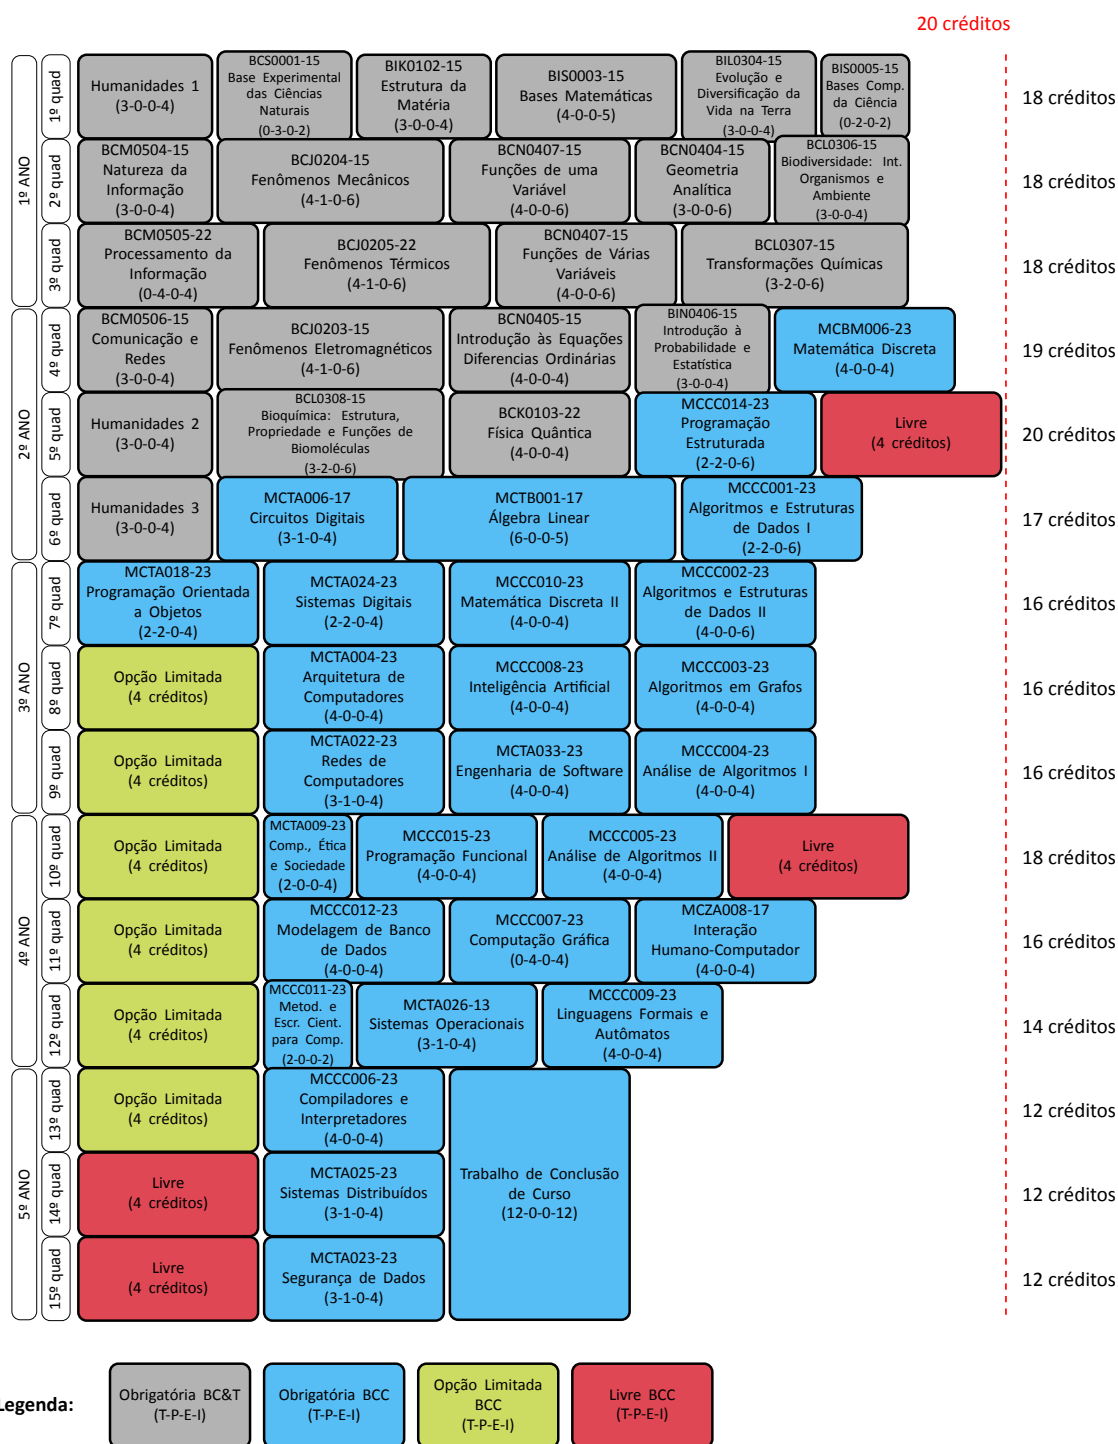 20 créditos
1º ANO
1º quad
Humanidades 1
(3-0-0-4)
BCS0001-15
Base Experimental
das Ciências
Naturais
(0-3-0-2)
BIK0102-15
Estrutura da
Matéria
(3-0-0-4)
BIS0003-15
Bases Matemáticas
(4-0-0-5)
BIL0304-15
Evolução e
Diversificação da
Vida na Terra
(3-0-0-4)
BIS0005-15
Bases Comp.
da Ciência
(0-2-0-2)
18 créditos
2º quad
BCM0504-15
Natureza da
Informação
(3-0-0-4)
BCJ0204-15
Fenômenos Mecânicos
(4-1-0-6)
BCN0407-15
Funções de uma
Variável
(4-0-0-6)
BCN0404-15
Geometria
Analítica
(3-0-0-6)
BCL0306-15
Biodiversidade: Int.
Organismos e
Ambiente
(3-0-0-4)
18 créditos
3º quad
BCM0505-22
Processamento da
Informação
(0-4-0-4)
BCJ0205-22
Fenômenos Térmicos
(4-1-0-6)
BCN0407-15
Funções de Várias
Variáveis
(4-0-0-6)
BCL0307-15
Transformações Químicas
(3-2-0-6)
18 créditos
2º ANO
4º quad
BCM0506-15
Comunicação e
Redes
(3-0-0-4)
BCJ0203-15
Fenômenos Eletromagnéticos
(4-1-0-6)
BCN0405-15
Introdução às Equações
Diferencias Ordinárias
(4-0-0-4)
BIN0406-15
Introdução à
Probabilidade e
Estatística
(3-0-0-4)
MCBM006-23
Matemática Discreta
(4-0-0-4)
19 créditos
5º quad
Humanidades 2
(3-0-0-4)
BCL0308-15
Bioquímica: Estrutura,
Propriedade e Funções de
Biomoléculas
(3-2-0-6)
BCK0103-22
Física Quântica
(4-0-0-4)
MCCC014-23
Programação
Estruturada
(2-2-0-6)
Livre
(4 créditos)
20 créditos
6º quad
Humanidades 3
(3-0-0-4)
MCTA006-17
Circuitos Digitais
(3-1-0-4)
MCTB001-17
Álgebra Linear
(6-0-0-5)
MCCC001-23
Algoritmos e Estruturas
de Dados I
(2-2-0-6)
17 créditos
3º ANO
7º quad
MCTA018-23
Programação Orientada
a Objetos
(2-2-0-4)
MCTA024-23
Sistemas Digitais
(2-2-0-4)
MCCC010-23
Matemática Discreta II
(4-0-0-4)
MCCC002-23
Algoritmos e Estruturas
de Dados II
(4-0-0-6)
16 créditos
8º quad
Opção Limitada
(4 créditos)
MCTA004-23
Arquitetura de
Computadores
(4-0-0-4)
MCCC008-23
Inteligência Artificial
(4-0-0-4)
MCCC003-23
Algoritmos em Grafos
(4-0-0-4)
16 créditos
9º quad
Opção Limitada
(4 créditos)
MCTA022-23
Redes de
Computadores
(3-1-0-4)
MCTA033-23
Engenharia de Software
(4-0-0-4)
MCCC004-23
Análise de Algoritmos I
(4-0-0-4)
16 créditos
4º ANO
10º quad
Opção Limitada
(4 créditos)
MCTA009-23
Comp., Ética
e Sociedade
(2-0-0-4)
MCCC015-23
Programação Funcional
(4-0-0-4)
MCCC005-23
Análise de Algoritmos II
(4-0-0-4)
Livre
(4 créditos)
18 créditos
11º quad
Opção Limitada
(4 créditos)
MCCC012-23
Modelagem de Banco
de Dados
(4-0-0-4)
MCCC007-23
Computação Gráfica
(0-4-0-4)
MCZA008-17
Interação
Humano-Computador
(4-0-0-4)
16 créditos
12º quad
Opção Limitada
(4 créditos)
MCCC011-23
Metod. e
Escr. Cient.
para Comp.
(2-0-0-2)
MCTA026-13
Sistemas Operacionais
(3-1-0-4)
MCCC009-23
Linguagens Formais e
Autômatos
(4-0-0-4)
14 créditos
5º ANO
13º quad
Opção Limitada
(4 créditos)
MCCC006-23
Compiladores e
Interpretadores
(4-0-0-4)
Trabalho de Conclusão
de Curso
(12-0-0-12)
12 créditos
14º quad
Livre
(4 créditos)
MCTA025-23
Sistemas Distribuídos
(3-1-0-4)
12 créditos
15º quad
Livre
(4 créditos)
MCTA023-23
Segurança de Dados
(3-1-0-4)
12 créditos
Legenda:
Obrigatória BC&T
(T-P-E-I)
Obrigatória BCC
(T-P-E-I)
Opção Limitada
BCC
(T-P-E-I)
Livre BCC
(T-P-E-I)